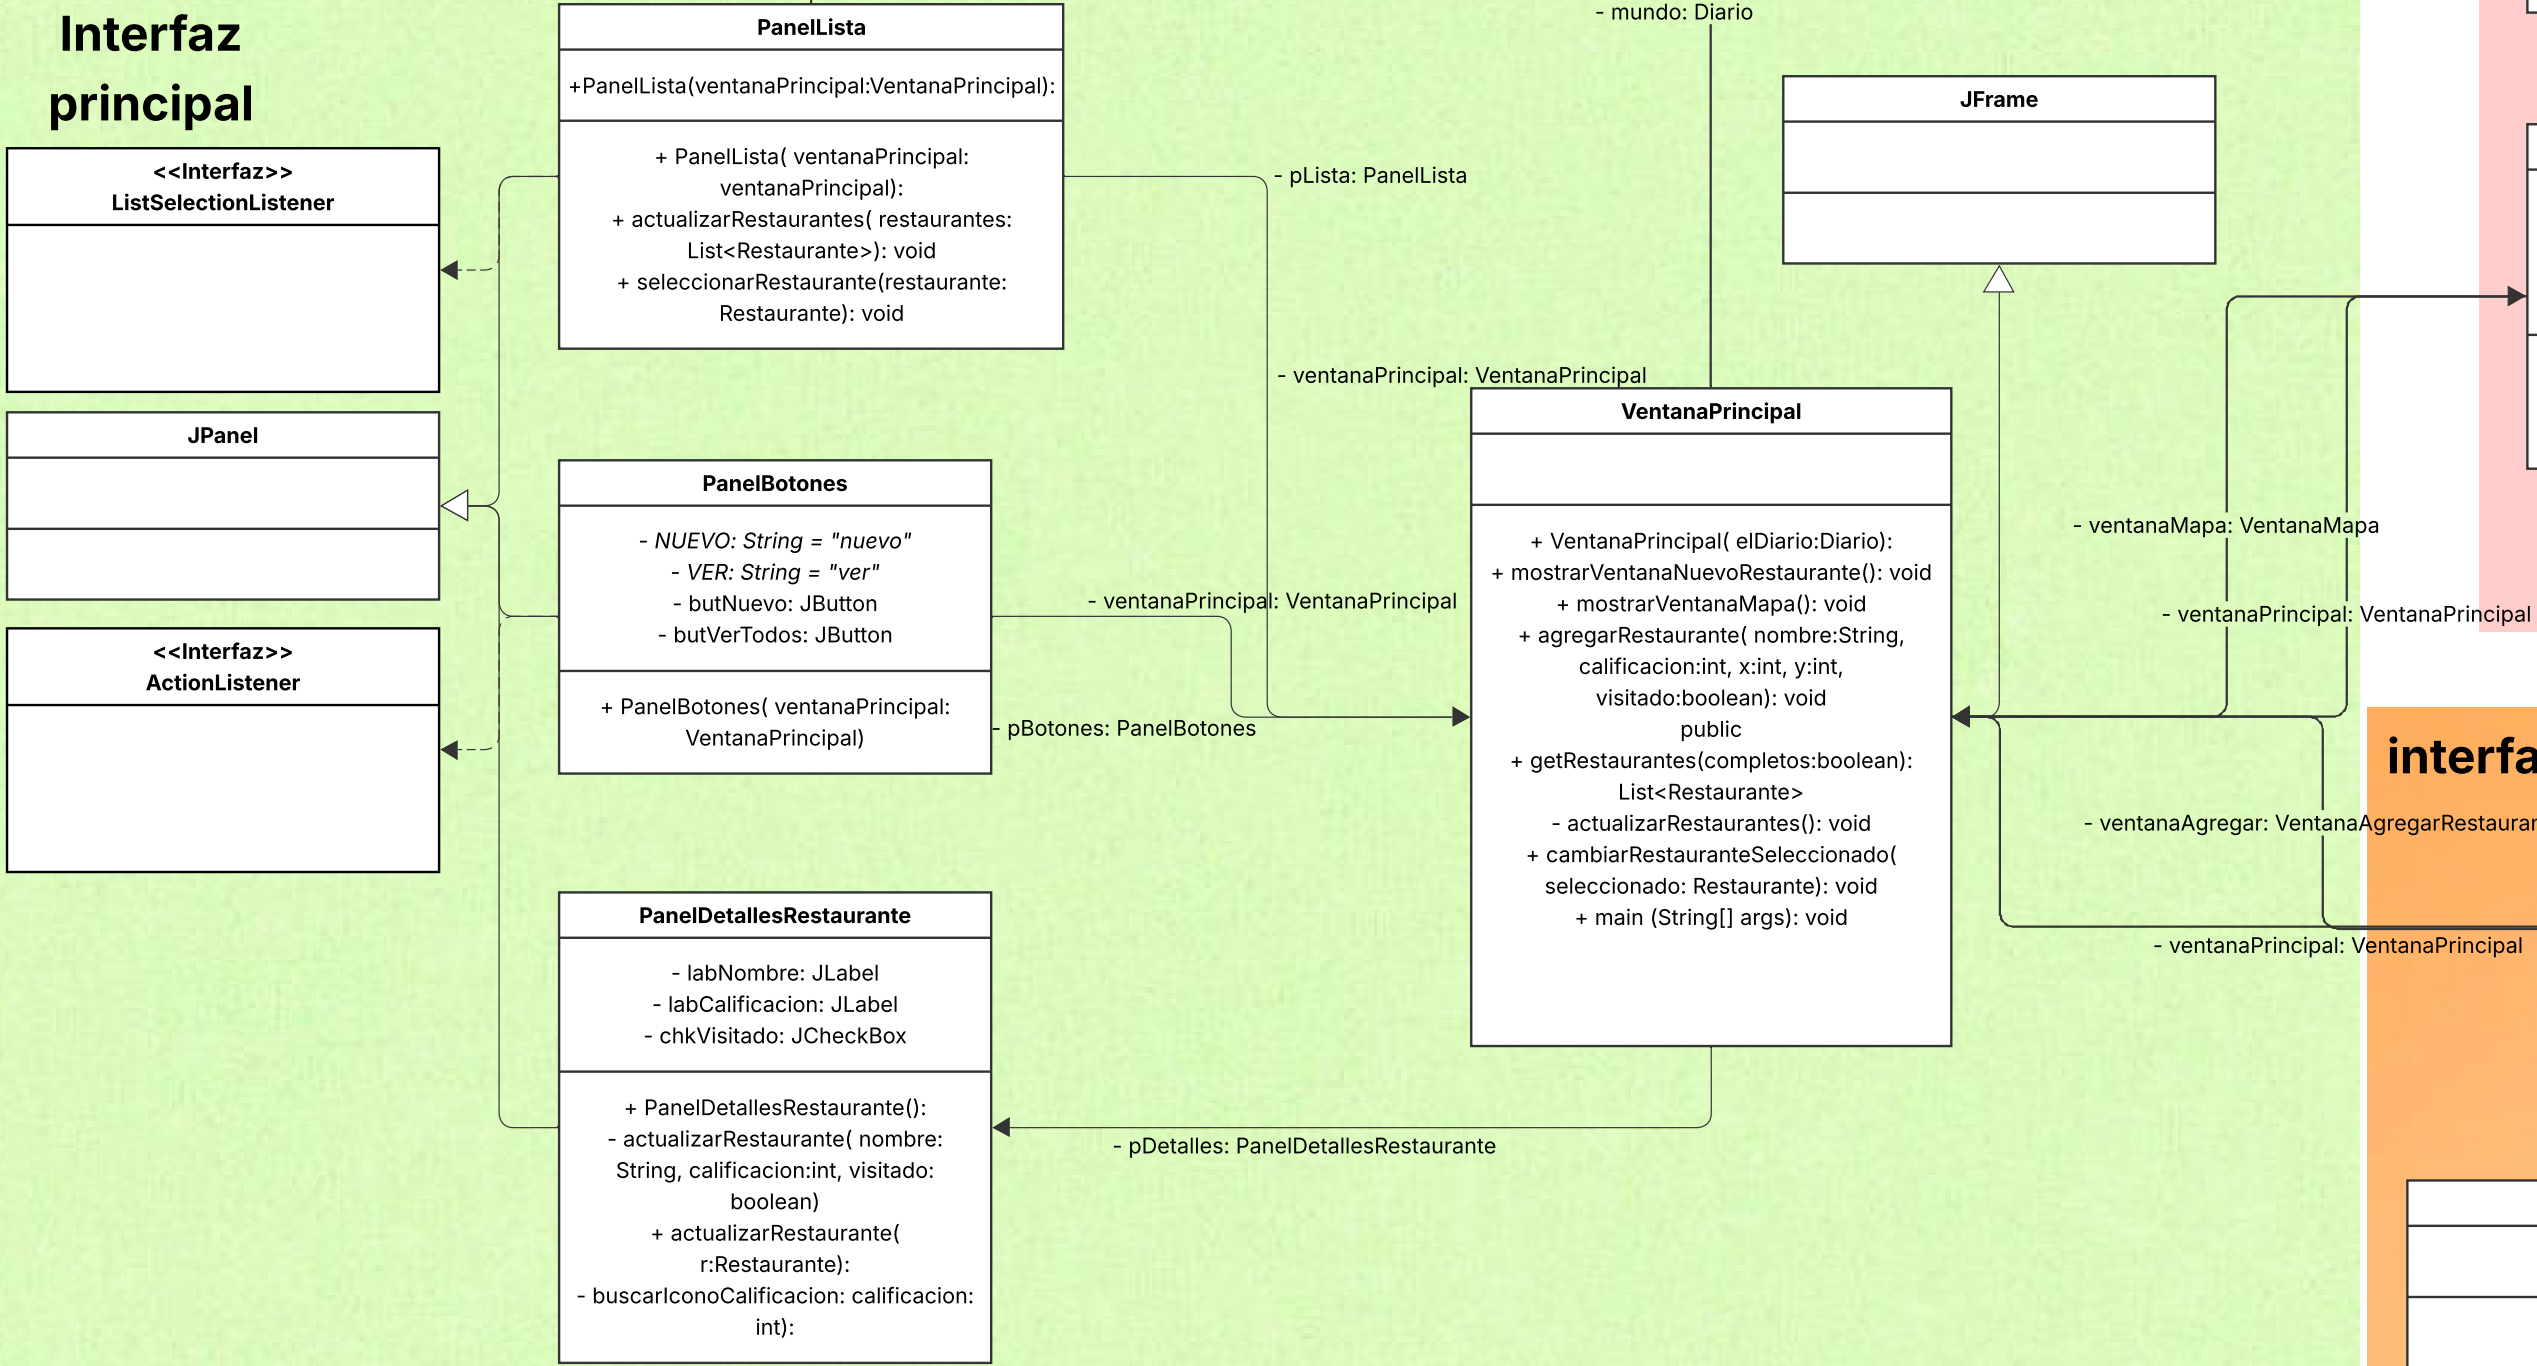 Interfaz
principal
<<Interfaz>>
ListSelectionListener
JPanel
<<Interfaz>>
ActionListener
PanelLista
+PanelLista(ventanaPrincipal:VentanaPrincipal):
+ PanelLista( ventanaPrincipal:
ventanaPrincipal):
+ actualizarRestaurantes( restaurantes:
List<Restaurante>): void
+ seleccionarRestaurante(restaurante:
Restaurante): void
PanelBotones
- NUEVO: String = "nuevo"
- VER: String = "ver"
- butNuevo: JButton
- butVerTodos: JButton
+ PanelBotones( ventanaPrincipal:
VentanaPrincipal)
PanelDetallesRestaurante
- labNombre: JLabel
- labCalificacion: JLabel
- chkVisitado: JCheckBox
+ PanelDetallesRestaurante():
- actualizarRestaurante( nombre:
String, calificacion:int, visitado:
boolean)
+ actualizarRestaurante(
r:Restaurante):
- buscarIconoCalificacion: calificacion:
int):
- mundo: Diario
- pLista: PanelLista
- ventanaPrincipal: VentanaPrincipal
- ventanaPrincipal: VentanaPrincipal
- pBotones: PanelBotones
- pDetalles: PanelDetallesRestaurante
JFrame
VentanaPrincipal
+ VentanaPrincipal( elDiario:Diario):
+ mostrarVentanaNuevoRestaurante(): void
+ mostrarVentanaMapa(): void
+ agregarRestaurante( nombre:String,
calificacion:int, x:int, y:int,
visitado:boolean): void
public
+ getRestaurantes(completos:boolean):
List<Restaurante>
- actualizarRestaurantes(): void
+ cambiarRestauranteSeleccionado(
seleccionado: Restaurante): void
+ main (String[] args): void
- ventanaMapa: VentanaMapa
- ventanaPrincipal: VentanaPrincipal
interfa
- ventanaAgregar: VentanaAgregarRestauran
- ventanaPrincipal: VentanaPrincipal